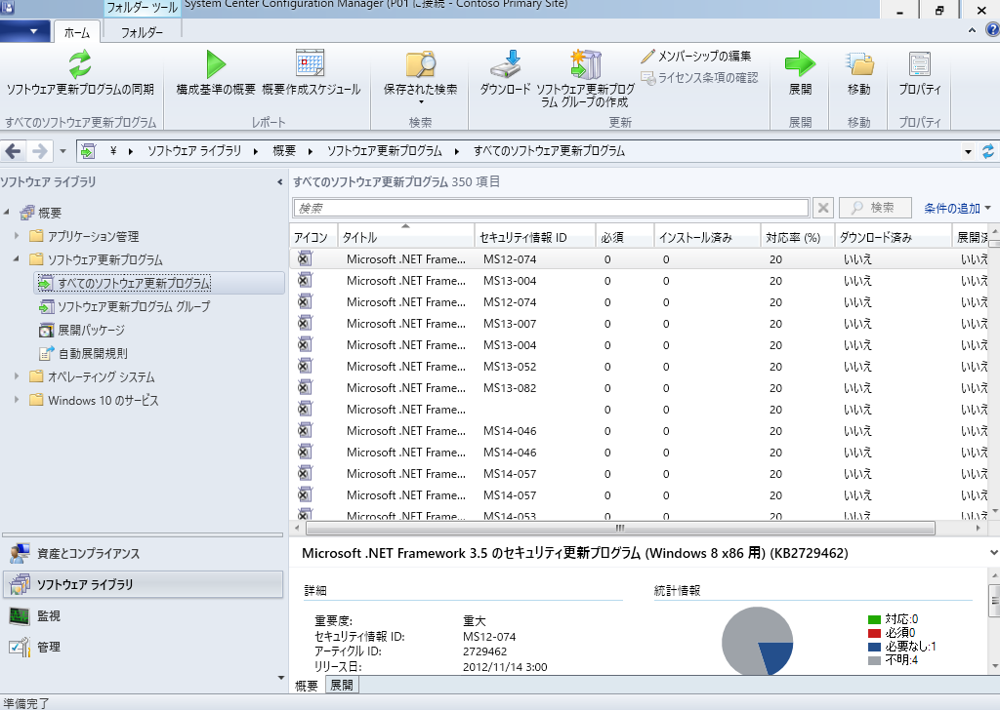 フォルダー ツール
System Center Configuration Manager (P01 に接続 - Contoso Primary Site)
ホーム
フォルダー
ソフトウェア更新プログラムの同期
構成基準の概要
概要作成スケジュール
保存された検索
ダウンロード
ソフトウェア更新プログ
ラム グループの作成
メンバーシップの編集
ライセンス条項の確認
展開
移動
プロパティ
すべてのソフトウェア更新プログラム
レポート
検索
更新
展開
移動
プロパティ
¥ ▸ ソフトウェア ライブラリ ▸ 概要 ▸ ソフトウェア更新プログラム ▸ すべてのソフトウェア更新プログラム
ソフトウェア ライブラリ
概要
アプリケーション管理
ソフトウェア更新プログラム
すべてのソフトウェア更新プログラム
ソフトウェア更新プログラム グループ
展開パッケージ
自動展開規則
オペレーティング システム
Windows 10 のサービス
資産とコンプライアンス
ソフトウェア ライブラリ
監視
管理
すべてのソフトウェア更新プログラム 350 項目
検索
検索
条件の追加
アイコン タイトル セキュリティ情報 ID 必須 インストール済み 対応率 (%) ダウンロード済み 展開済
Microsoft .NET Frame... MS12-074 0 0 20 いいえ いいえ
Microsoft .NET Frame... MS13-004 0 0 20 いいえ いいえ
Microsoft .NET Frame... MS12-074 0 0 20 いいえ いいえ
Microsoft .NET Frame... MS13-007 0 0 20 いいえ いいえ
Microsoft .NET Frame... MS13-004 0 0 20 いいえ いいえ
Microsoft .NET Frame... MS13-052 0 0 20 いいえ いいえ
Microsoft .NET Frame... MS13-082 0 0 20 いいえ いいえ
Microsoft .NET Frame... 0 0 20 いいえ いいえ
Microsoft .NET Frame... MS14-046 0 0 20 いいえ いいえ
Microsoft .NET Frame... MS14-046 0 0 20 いいえ いいえ
Microsoft .NET Frame... MS14-057 0 0 20 いいえ いいえ
Microsoft .NET Frame... MS14-057 0 0 20 いいえ いいえ
Microsoft .NET Frame... MS14-053 0 0 20 いいえ いいえ
Microsoft .NET Framework 3.5 のセキュリティ更新プログラム (Windows 8 x86 用) (KB2729462)
詳細
重要度: 重大
セキュリティ情報 ID: MS12-074
アーティクル ID: 2729462
リリース日: 2012/11/14 3:00
統計情報
対応:0
必須0
必要なし:1
不明:4
概要 展開
準備完了